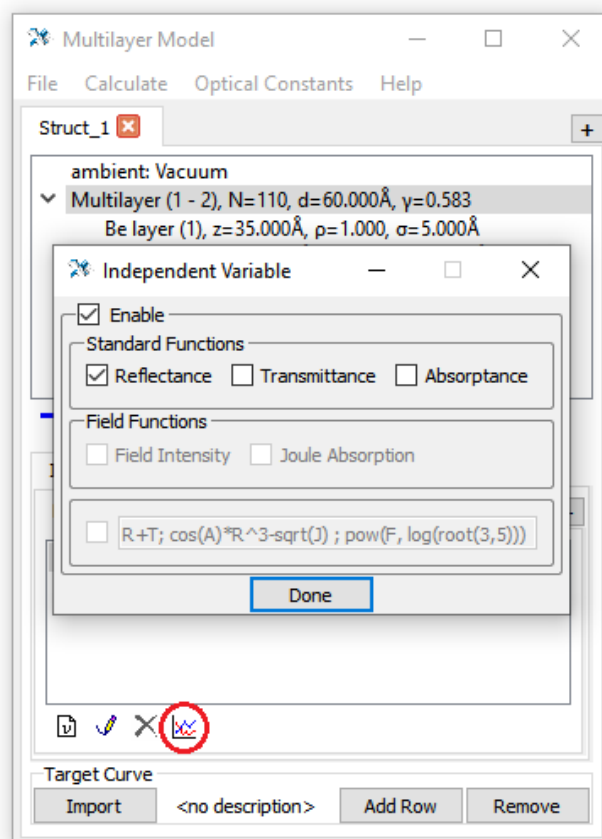 Multilayer Model
File Calculate Optical Constants Help
Struct_1
+
ambient: Vacuum
Multilayer (1 - 2), N=110, d=60.000Å, γ=0.583
Be layer (1), z=35.000Å, ρ=1.000, σ=5.000Å
Independent Variable
Enable
Standard Functions
Reflectance Transmittance Absorptance
Field Functions
Field Intensity Joule Absorption
R+T; cos(A)*R^3-sqrt(J) ; pow(F, log(root(3,5)))
Done
Target Curve
Import <no description> Add Row Remove